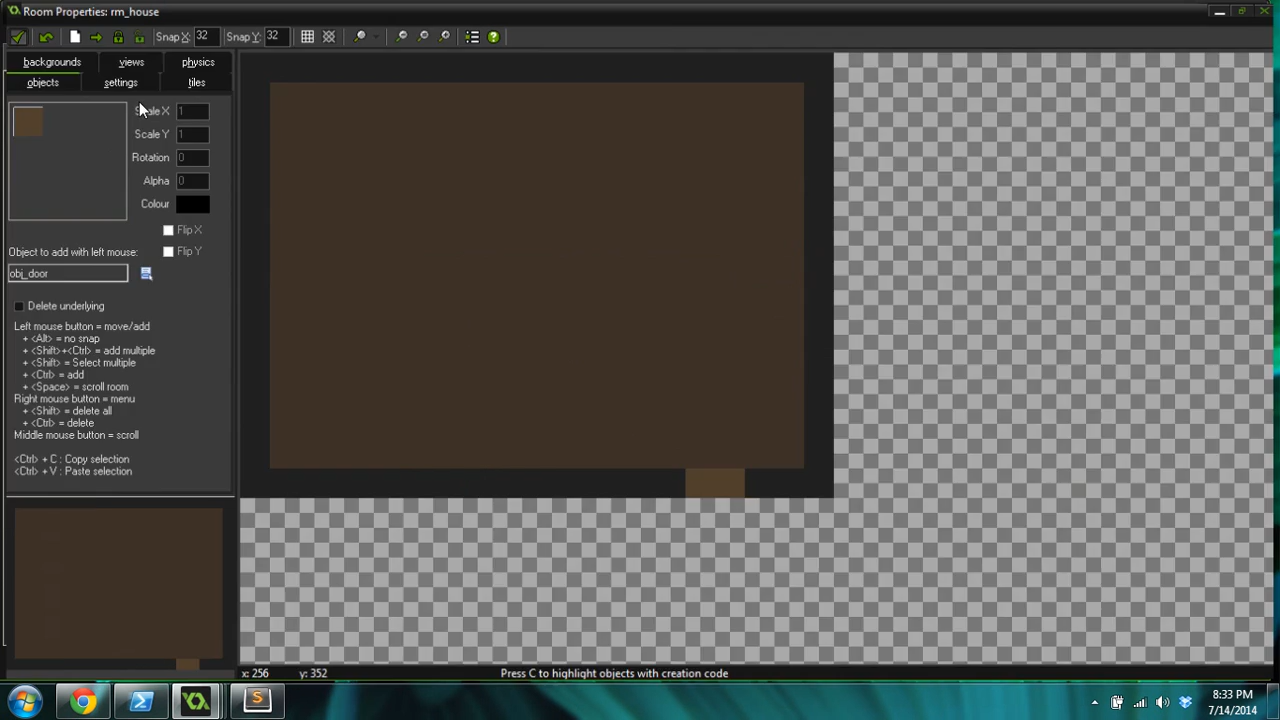 Room Properties: rm_house
Snap X: 32 Snap Y: 32
backgrounds views physics
objects settings tiles
Scale X 1
Scale Y 1
Rotation 0
Alpha 0
Colour
Flip X
Object to add with left mouse: Flip Y
obj_door
Delete underlying
Left mouse button = move/add
+ <Alt> = no snap
+ <Shift>+<Ctrl> = add multiple
+ <Shift> = Select multiple
+ <Ctrl> = add
+ <Space> = scroll room
Right mouse button = menu
+ <Shift> = delete all
+ <Ctrl> = delete
Middle mouse button = scroll
<Ctrl> + C : Copy selection
<Ctrl> + V : Paste selection
x: 256 y: 352 Press C to highlight objects with creation code
8:33 PM
7/14/2014